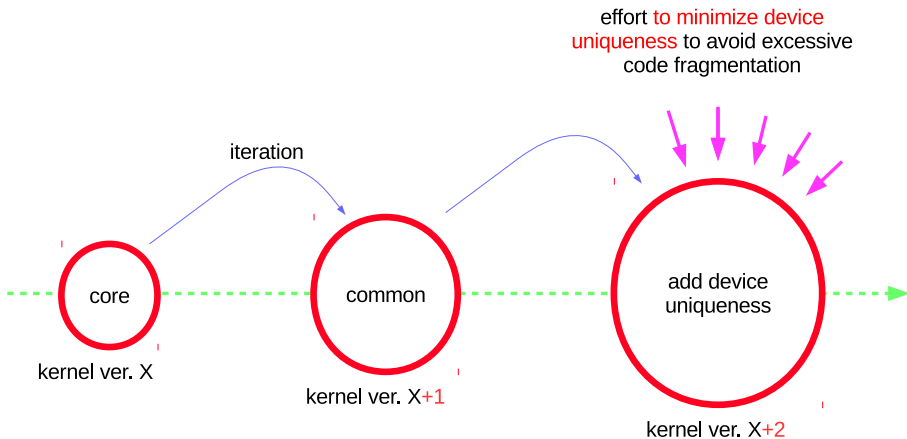 effort to minimize device
uniqueness to avoid excessive
code fragmentation
iteration
core
common
add device
uniqueness
kernel ver. X
kernel ver. X+1
kernel ver. X+2